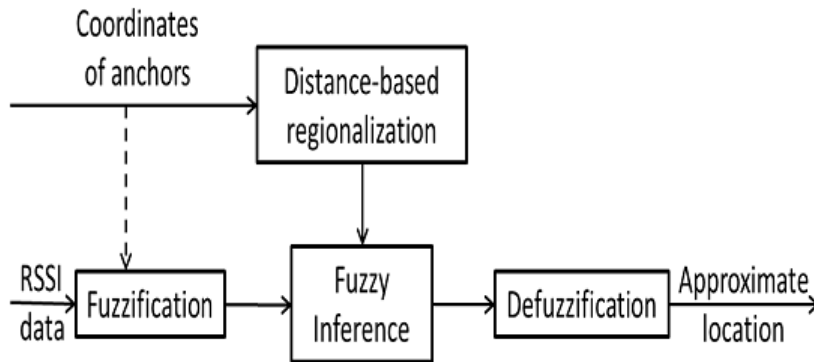 Coordinates
of anchors
Distance-based
regionalization
RSSI
data
Fuzzification
Fuzzy
Inference
Defuzzification
Approximate
location